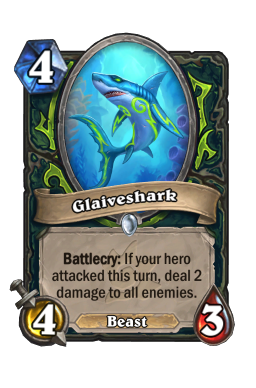 4
Glaiveshark
Battlecry: If your hero
attacked this turn, deal 2
damage to all enemies.
4
Beast
3